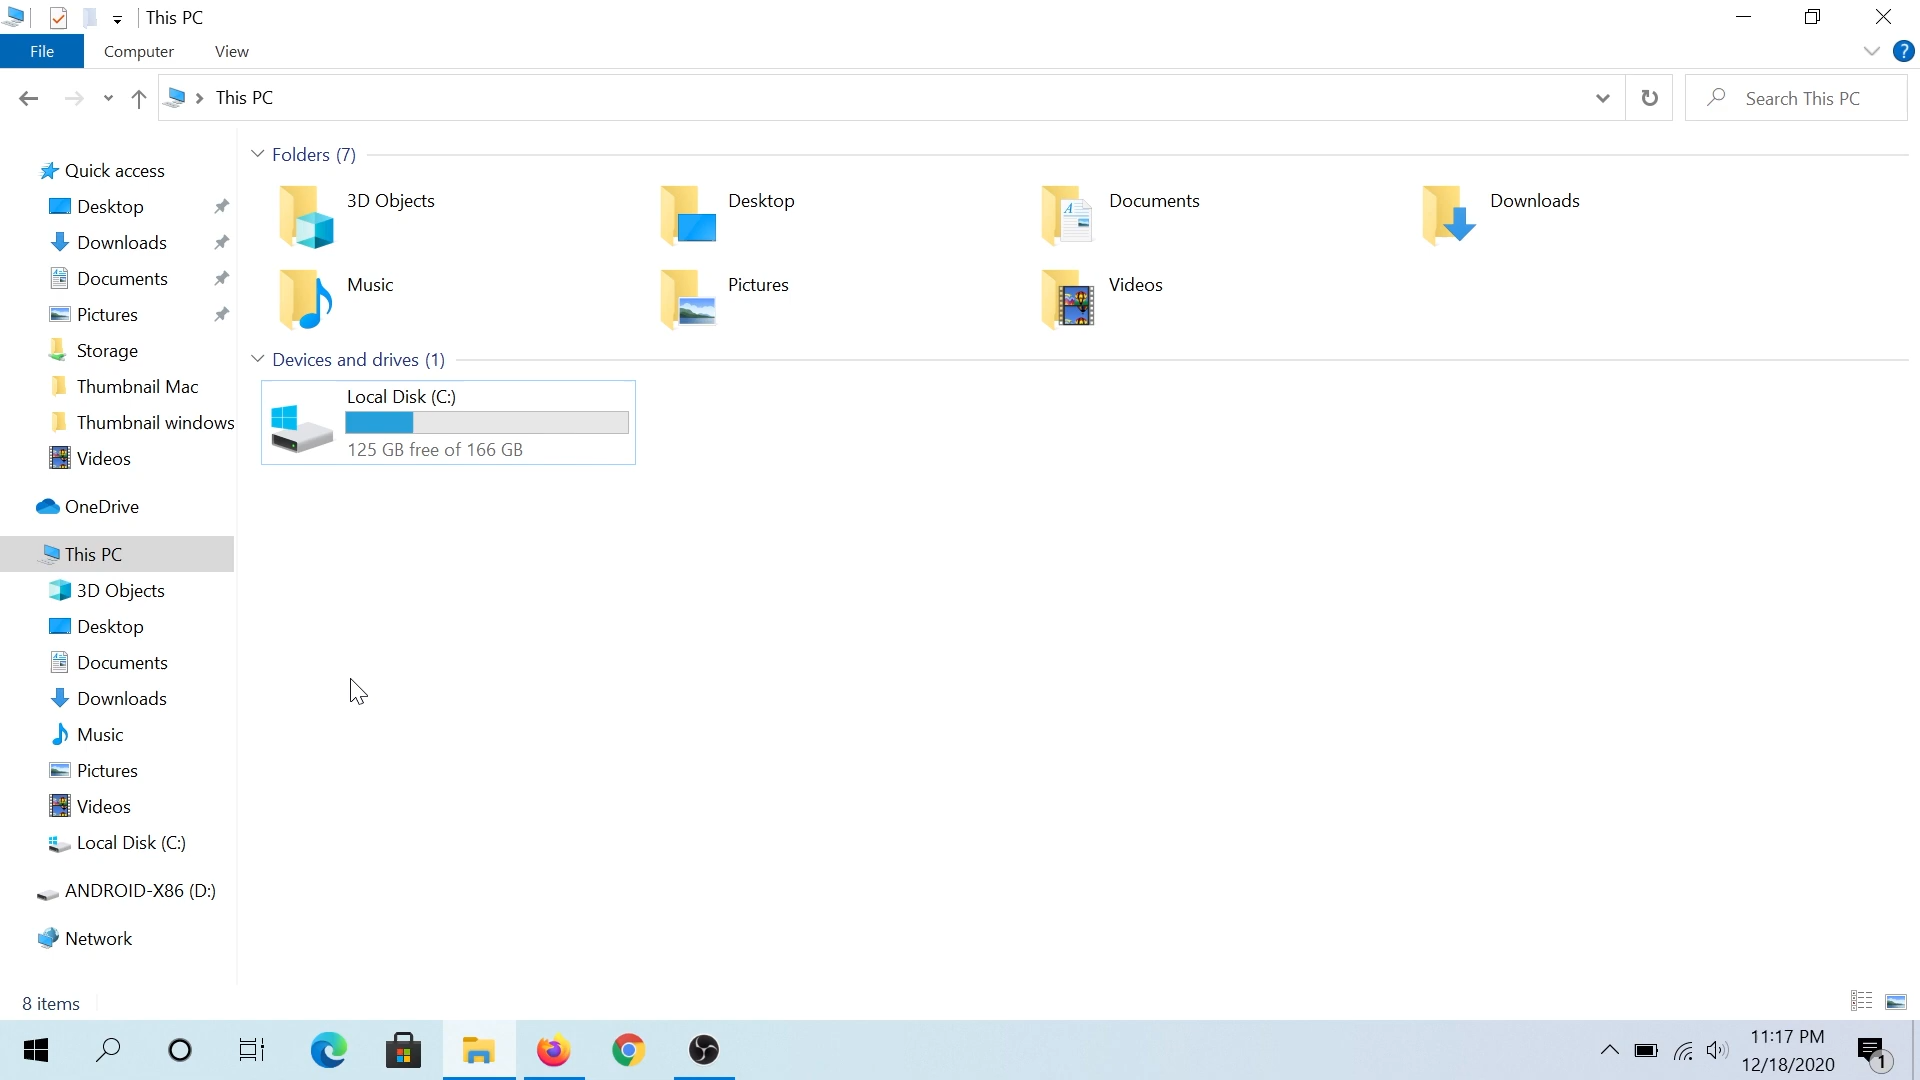 This PC
File
Computer
View
This PC
Search This PC
Quick access
Desktop
Downloads
Documents
Pictures
Storage
Thumbnail Mac
Thumbnail windows
Videos
OneDrive
This PC
3D Objects
Desktop
Documents
Downloads
Music
Pictures
Videos
Local Disk (C:)
ANDROID-X86 (D:)
Network
Folders (7)
3D Objects
Desktop
Documents
Downloads
Music
Pictures
Videos
Devices and drives (1)
Local Disk (C:)
125 GB free of 166 GB
8 items
11:17 PM
12/18/2020
1